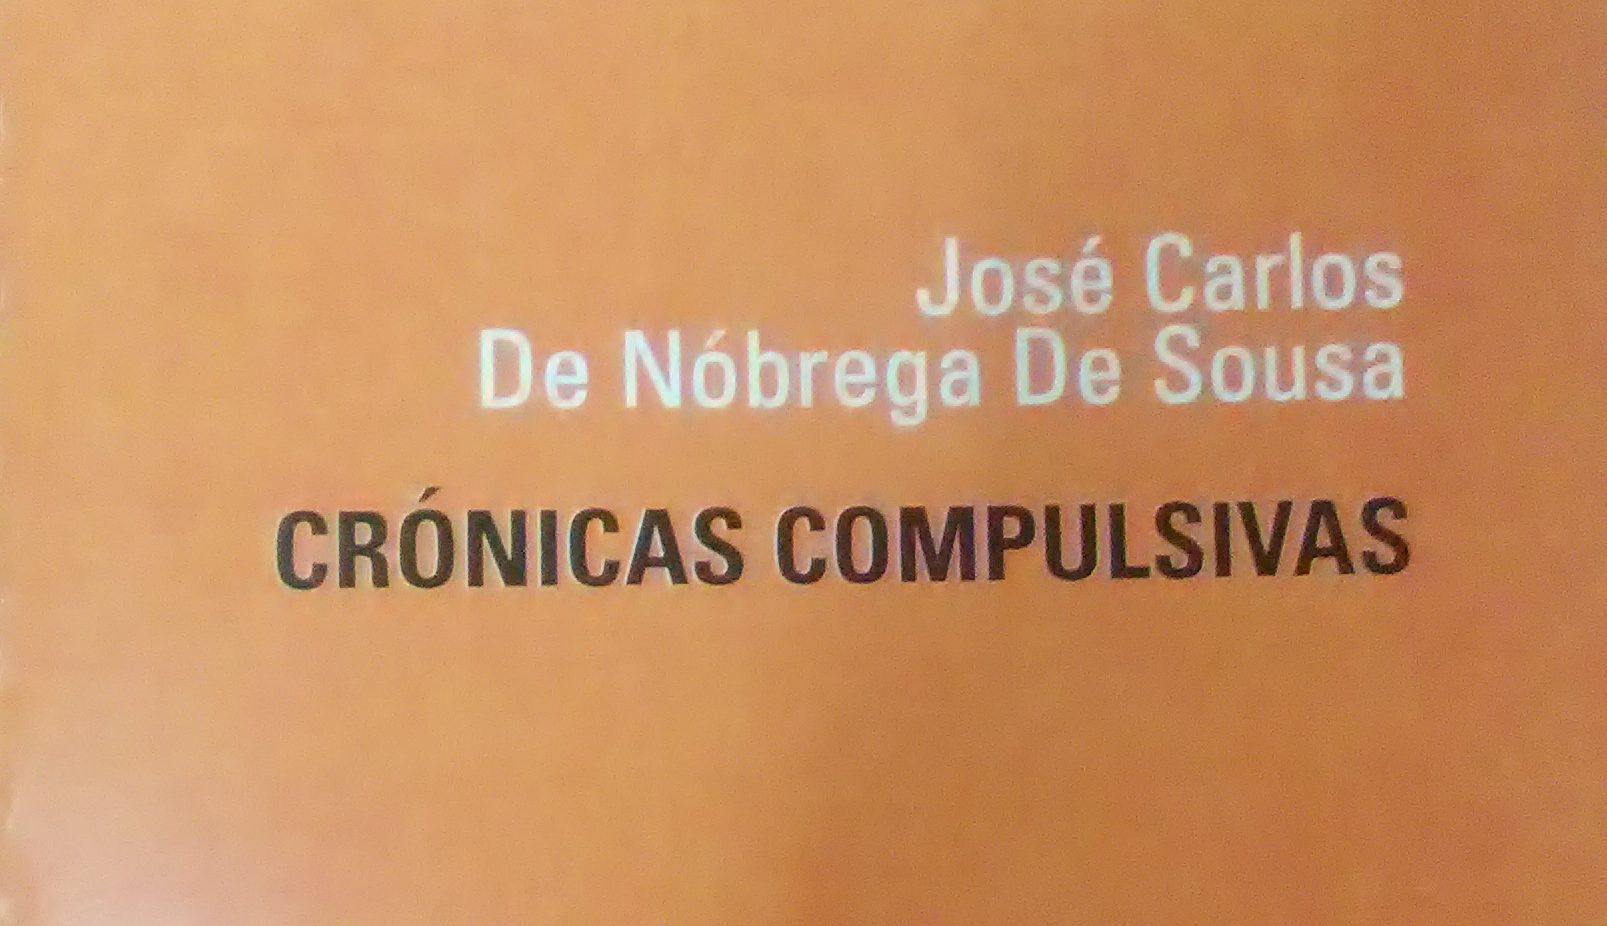 José Carlos
De Nóbrega De Sousa
CRÓNICAS COMPULSIVAS